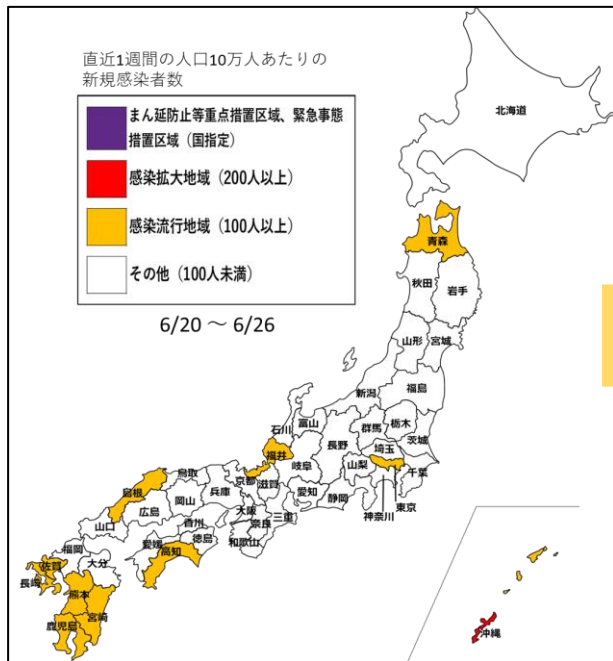 直近1週間の人口10万人あたりの
新規感染者数
まん延防止等重点措置区域、緊急事態
措置区域（国指定）
感染拡大地域（200人以上）
感染流行地域（100人以上）
その他（100人未満）
6/20 ～ 6/26
北海道
青森
秋田
岩手
山形
宮城
新潟
福島
石川
富山
群馬
栃木
福井
長野
埼玉
茨城
岐阜
山梨
千葉
鳥取
京都
滋賀
島根
兵庫
愛知
静岡
東京
岡山
広島
大阪
神奈川
三重
奈良
香川
山口
徳島
和歌山
愛媛
高知
福岡
大分
佐賀
長崎
熊本
宮崎
鹿児島
沖縄